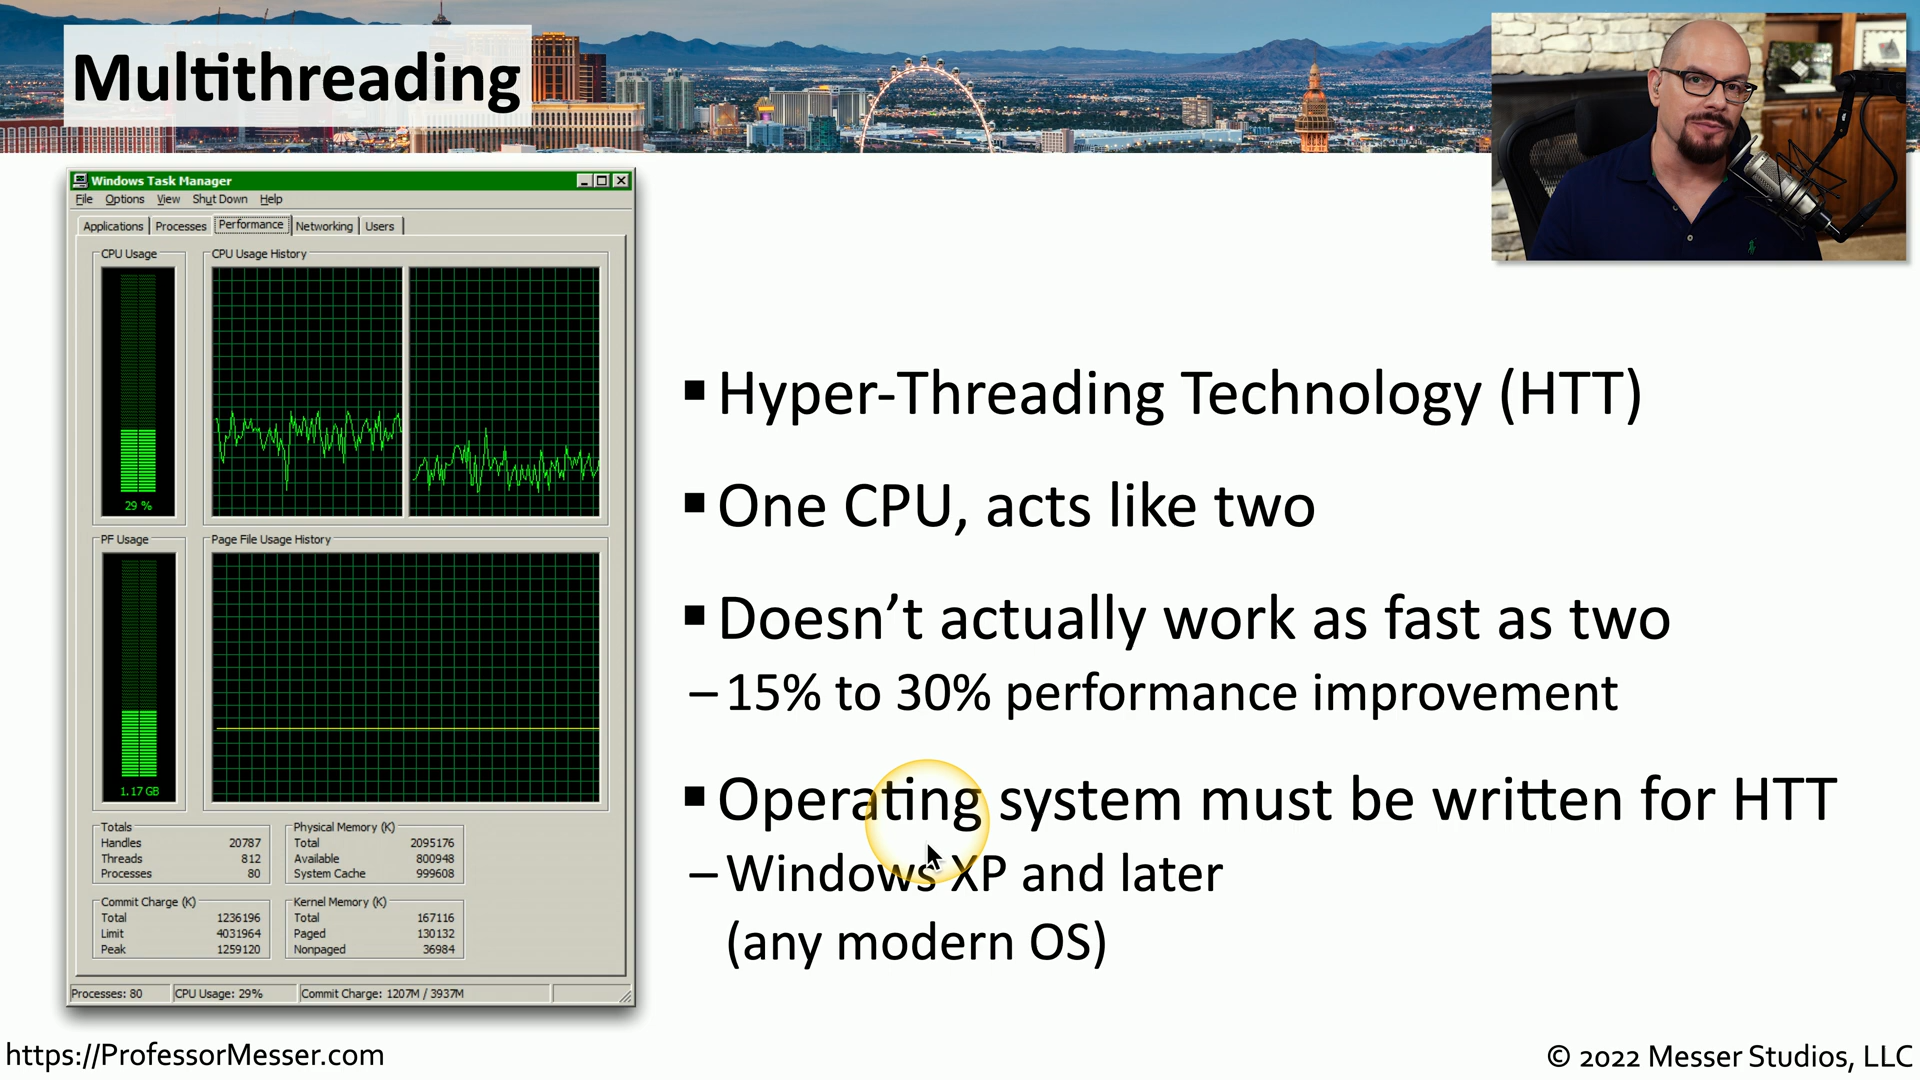 Multithreading
Windows Task Manager
File Options View Shut Down Help
Applications Processes Performance Networking Users
CPU Usage CPU Usage History
29 %
PF Usage Page File Usage History
1.17 GB
Totals
Handles 20787
Threads 812
Processes 80
Physical Memory (K)
Total 2095176
Available 800948
System Cache 999608
Commit Charge (K)
Total 1236196
Limit 4031964
Peak 1259120
Kernel Memory (K)
Total 167116
Paged 130132
Nonpaged 36984
Processes: 80 CPU Usage: 29% Commit Charge: 1207M / 3937M
▪ Hyper-Threading Technology (HTT)
▪ One CPU, acts like two
▪ Doesn’t actually work as fast as two
– 15% to 30% performance improvement
▪ Operating system must be written for HTT
– Windows XP and later
(any modern OS)
https://ProfessorMesser.com
© 2022 Messer Studios, LLC